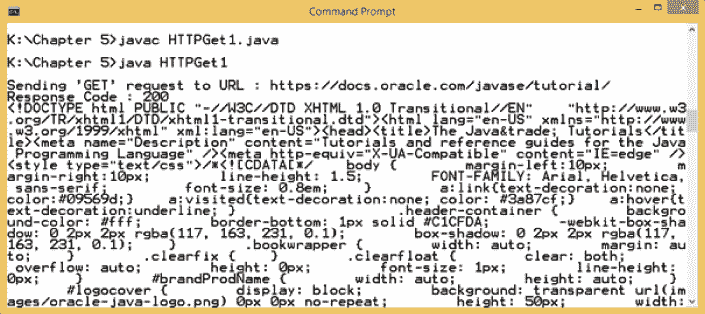 Command Prompt
K:\Chapter 5>javac HTTPGet1.java
K:\Chapter 5>java HTTPGet1
Sending 'GET' request to URL : https://docs.oracle.com/javase/tutorial/
Response Code : 200
<!DOCTYPE html PUBLIC "-//W3C//DTD XHTML 1.0 Transitional//EN"    "http://www.w3
.org/TR/xhtml1/DTD/xhtml1-transitional.dtd"><html lang="en-US" xmlns="http://www
.w3.org/1999/xhtml" xml:lang="en-US"><head><title>The Java&trade; Tutorials</tit
le><meta name="Description" content="Tutorials and reference guides for the Java
 Programming Language" /><meta http-equiv="X-UA-Compatible" content="IE=edge" />
<style type="text/css">/*<![CDATA[*/    body {        margin-left:10px;        m
argin-right:10px;        line-height: 1.5;        FONT-FAMILY: Arial, Helvetica,
 sans-serif;        font-size: 0.8em;    }        a:link{text-decoration:none;
color:#09569d;}    a:visited{text-decoration:none; color: #3a87cf;}    a:hover{t
ext-decoration:underline; }                .header-container {        backgro
und-color: #fff;        border-bottom: 1px solid #C1CFDA;        -webkit-box-sha
dow: 0 2px 2px rgba(117, 163, 231, 0.1);        box-shadow: 0 2px 2px rgba(117,
163, 231, 0.1);    }        .bookwrapper {        width: auto;        margin: au
to;    }        .clearfix {    }        .clearfloat {        clear: both;
 overflow: auto;        height: 0px;        font-size: 1px;        line-height:
0px;    }        #brandProdName {        width: auto;        height: auto;    }
        #logocover {        display: block;        background: transparent url(im
ages/oracle-java-logo.png) 0px 0px no-repeat;        height: 50px;        width: